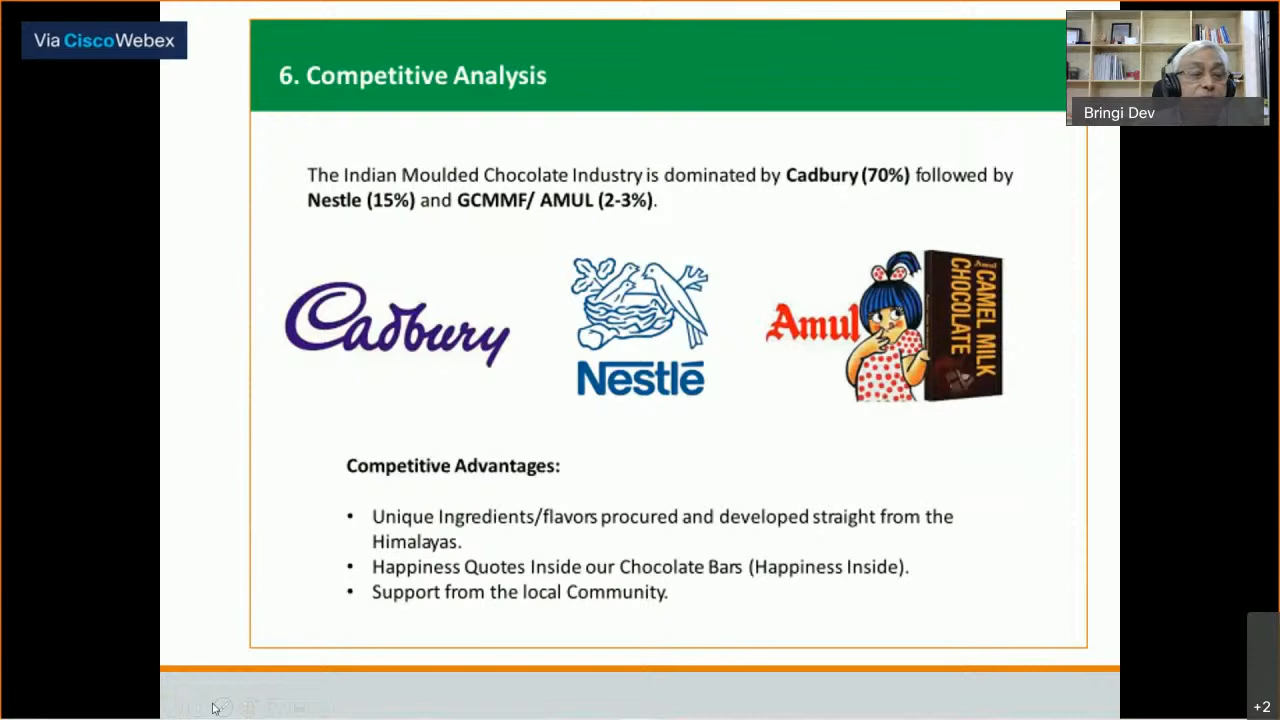 Via CiscoWebex
6. Competitive Analysis
Bringi Dev
The Indian Moulded Chocolate Industry is dominated by Cadbury (70%) followed by
Nestle (15%) and GCMMF/ AMUL (2-3%).
Cadbury
Nestlé
Amul
Amul
CAMEL MILK
CHOCOLATE
Competitive Advantages:
• Unique Ingredients/flavors procured and developed straight from the
Himalayas.
• Happiness Quotes Inside our Chocolate Bars (Happiness Inside).
• Support from the local Community.
+2